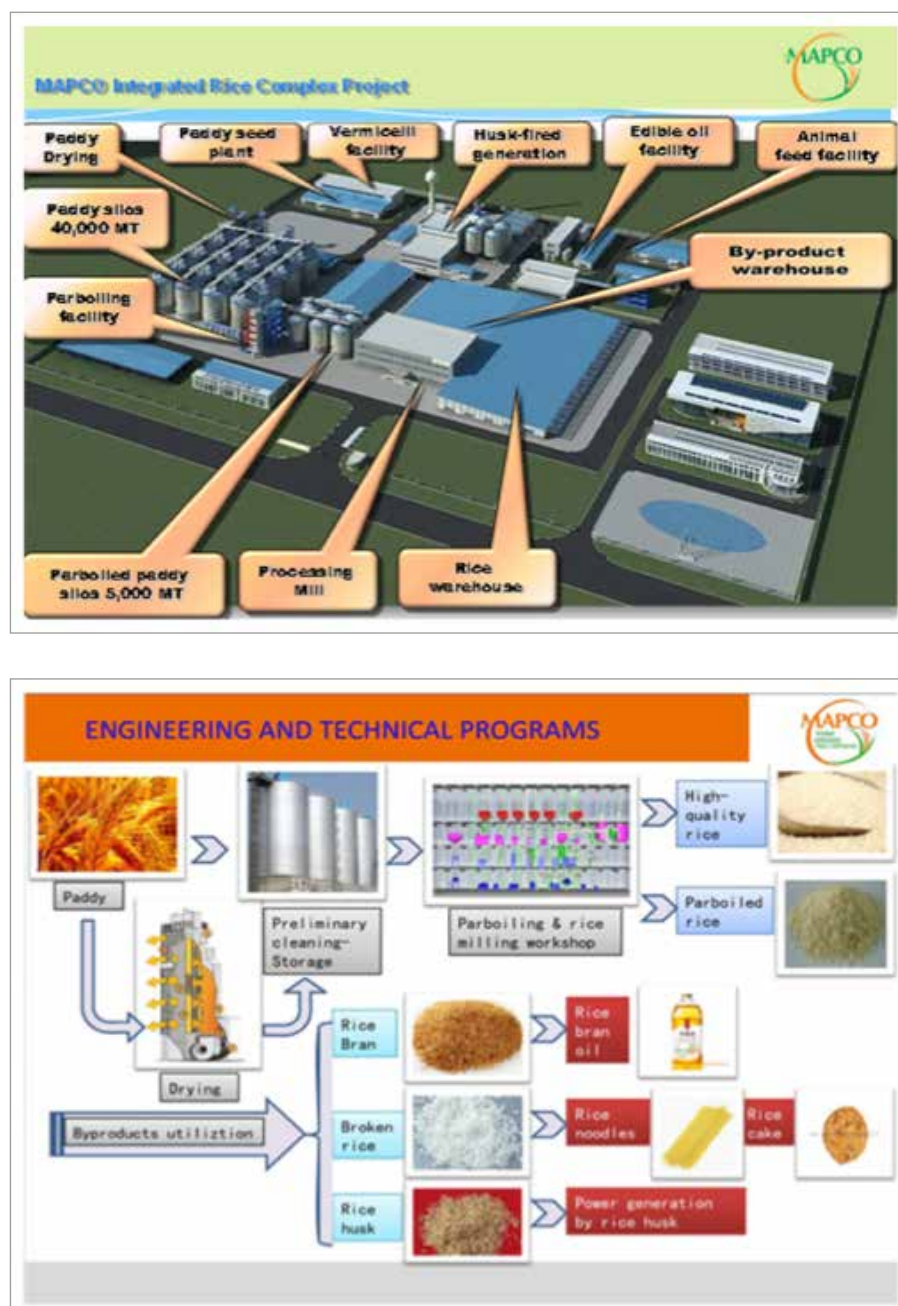 MAPCO
MAPCO Integrated Rice Complex Project
Paddy
Drying
Paddy seed
plant
Vermicelli
facility
Husk-fired
generation
Edible oil
facility
Animal
feed facility
Paddy silos
40,000 MT
By-product
warehouse
Parboiling
facility
Parboiled paddy
silos 5,000 MT
Processing
Mill
Rice
warehouse
ENGINEERING AND TECHNICAL PROGRAMS
MAPCO
Paddy
Preliminary
cleaning-
Storage
Parboiling & rice
milling workshop
High-
quality
rice
Parboiled
rice
Drying
Byproducts utiliztion
Rice
Bran
Rice
bran
oil
Broken
rice
Rice
noodles
Rice
cake
Rice
husk
Power generation
by rice husk